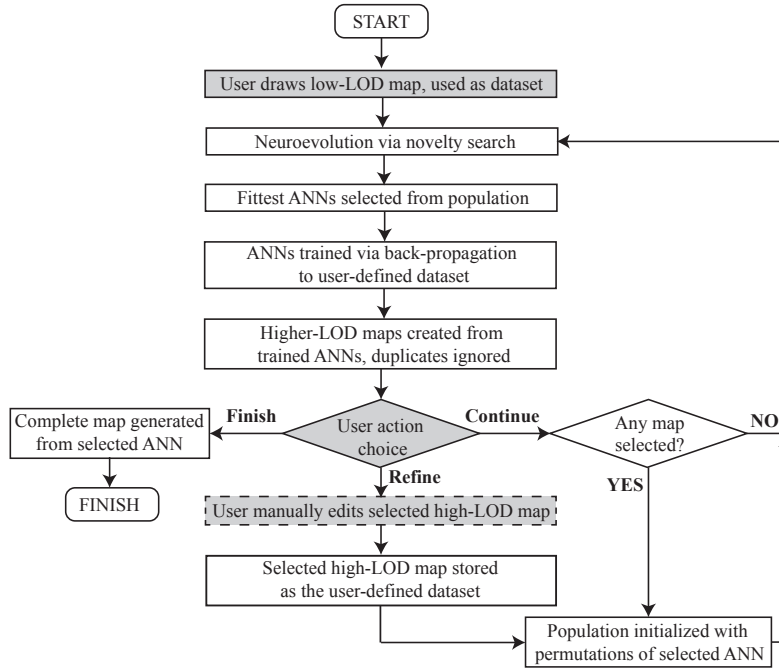 START
User draws low-LOD map, used as dataset
Neuroevolution via novelty search
Fittest ANNs selected from population
ANNs trained via back-propagation
to user-defined dataset
Higher-LOD maps created from
trained ANNs, duplicates ignored
Complete map generated
from selected ANN
Finish
User action
choice
Continue
Any map
selected?
NO
FINISH
Refine
YES
User manually edits selected high-LOD map
Selected high-LOD map stored
as the user-defined dataset
Population initialized with
permutations of selected ANN